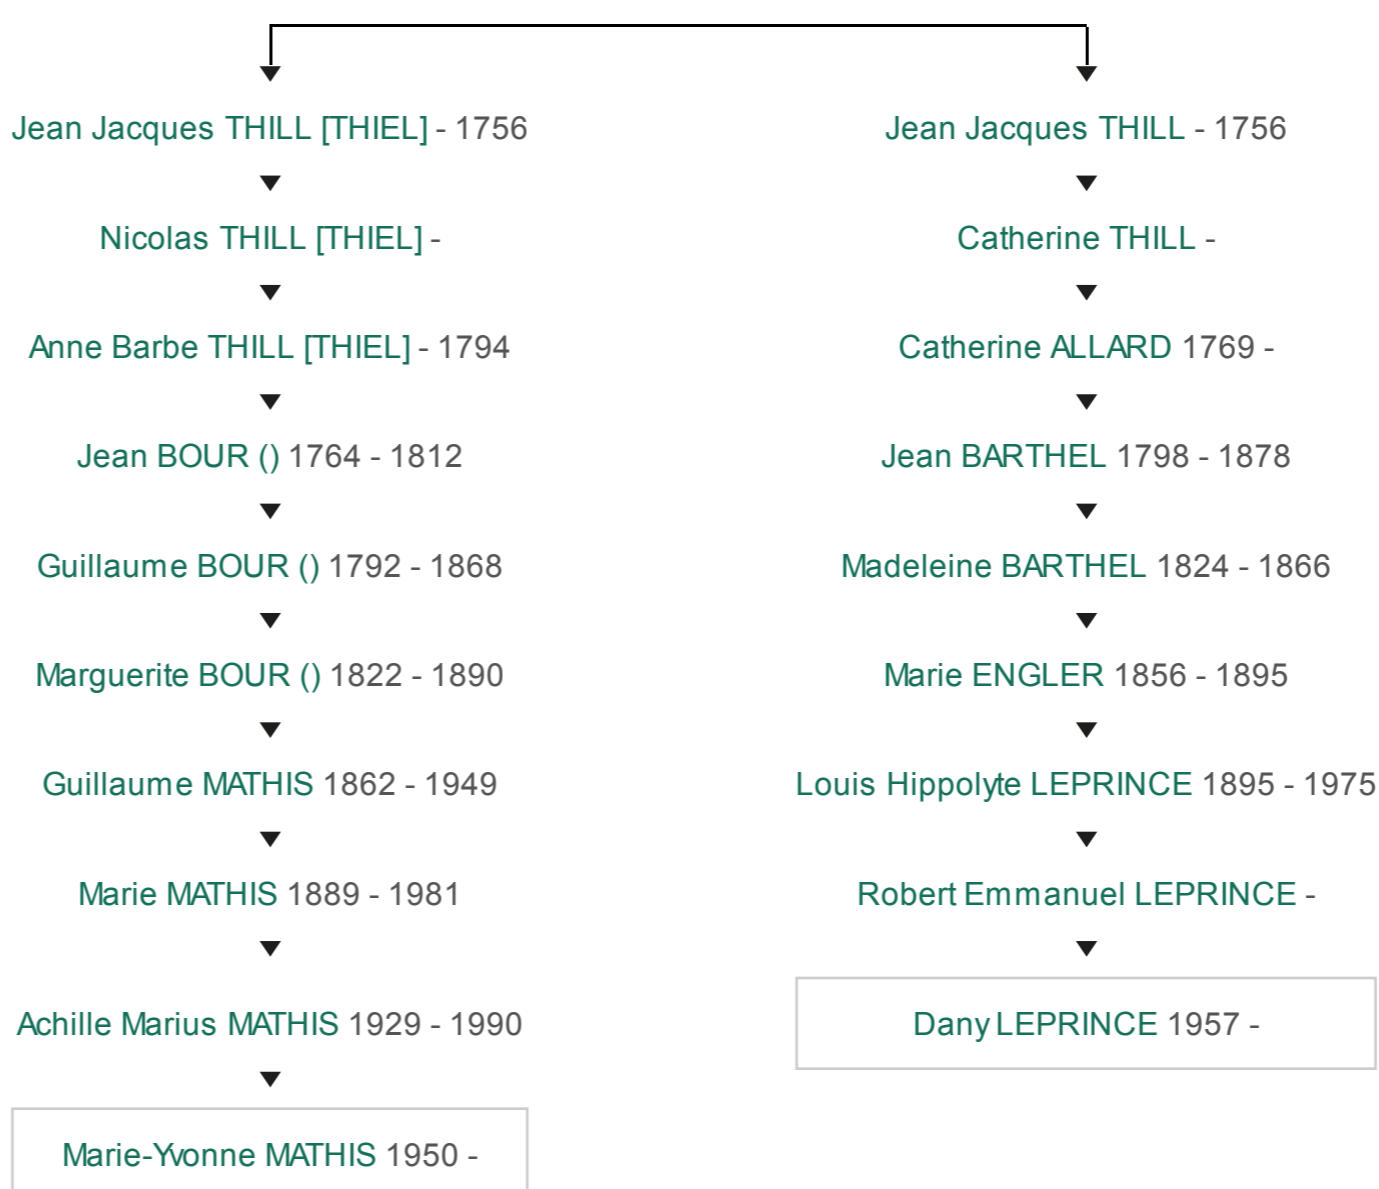 Jean Jacques THILL [THIEL] - 1756
Nicolas THILL [THIEL] -
Anne Barbe THILL [THIEL] - 1794
Jean BOUR () 1764 - 1812
Guillaume BOUR () 1792 - 1868
Marguerite BOUR () 1822 - 1890
Guillaume MATHIS 1862 - 1949
Marie MATHIS 1889 - 1981
Achille Marius MATHIS 1929 - 1990
Marie-Yvonne MATHIS 1950 -
Jean Jacques THILL - 1756
Catherine THILL -
Catherine ALLARD 1769 -
Jean BARTHEL 1798 - 1878
Madeleine BARTHEL 1824 - 1866
Marie ENGLER 1856 - 1895
Louis Hippolyte LEPRINCE 1895 - 1975
Robert Emmanuel LEPRINCE -
Dany LEPRINCE 1957 -